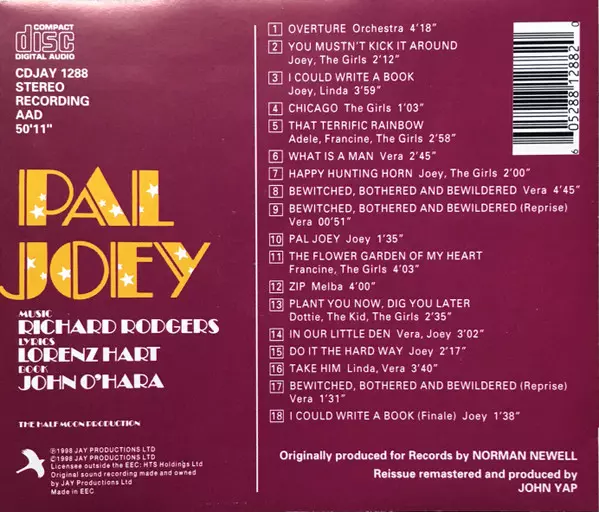 COMPACT
disc
DIGITAL AUDIO
CDJAY 1288
STEREO
RECORDING
AAD
50'11"
PAL
JOEY
MUSIC
RICHARD RODGERS
LYRICS
LORENZ HART
BOOK
JOHN O'HARA
THE HALF MOON PRODUCTION
℗1998 JAY PRODUCTIONS LTD
©1998 JAY PRODUCTIONS LTD
Licensee outside the EEC: HTS Holdings Ltd
Original sound recording made and owned
by JAY Productions Ltd
Made in EEC
1 OVERTURE Orchestra 4'18"
2 YOU MUSTN'T KICK IT AROUND
Joey, The Girls 2'12"
3 I COULD WRITE A BOOK
Joey, Linda 3'59"
4 CHICAGO The Girls 1'03"
5 THAT TERRIFIC RAINBOW
Adele, Francine, The Girls 2'58"
6 WHAT IS A MAN Vera 2'45"
7 HAPPY HUNTING HORN Joey, The Girls 2'00"
8 BEWITCHED, BOTHERED AND BEWILDERED Vera 4'45"
9 BEWITCHED, BOTHERED AND BEWILDERED (Reprise)
Vera 00'51"
10 PAL JOEY Joey 1'35"
11 THE FLOWER GARDEN OF MY HEART
Francine, The Girls 4'03"
12 ZIP Melba 4'00"
13 PLANT YOU NOW, DIG YOU LATER
Dottie, The Kid, The Girls 2'35"
14 IN OUR LITTLE DEN Vera, Joey 3'02"
15 DO IT THE HARD WAY Joey 2'17"
16 TAKE HIM Linda, Vera 3'40"
17 BEWITCHED, BOTHERED AND BEWILDERED (Reprise)
Vera 1'31"
18 I COULD WRITE A BOOK (Finale) Joey 1'38"
Originally produced for Records by NORMAN NEWELL
Reissue remastered and produced by
JOHN YAP
6 05288 12882 0